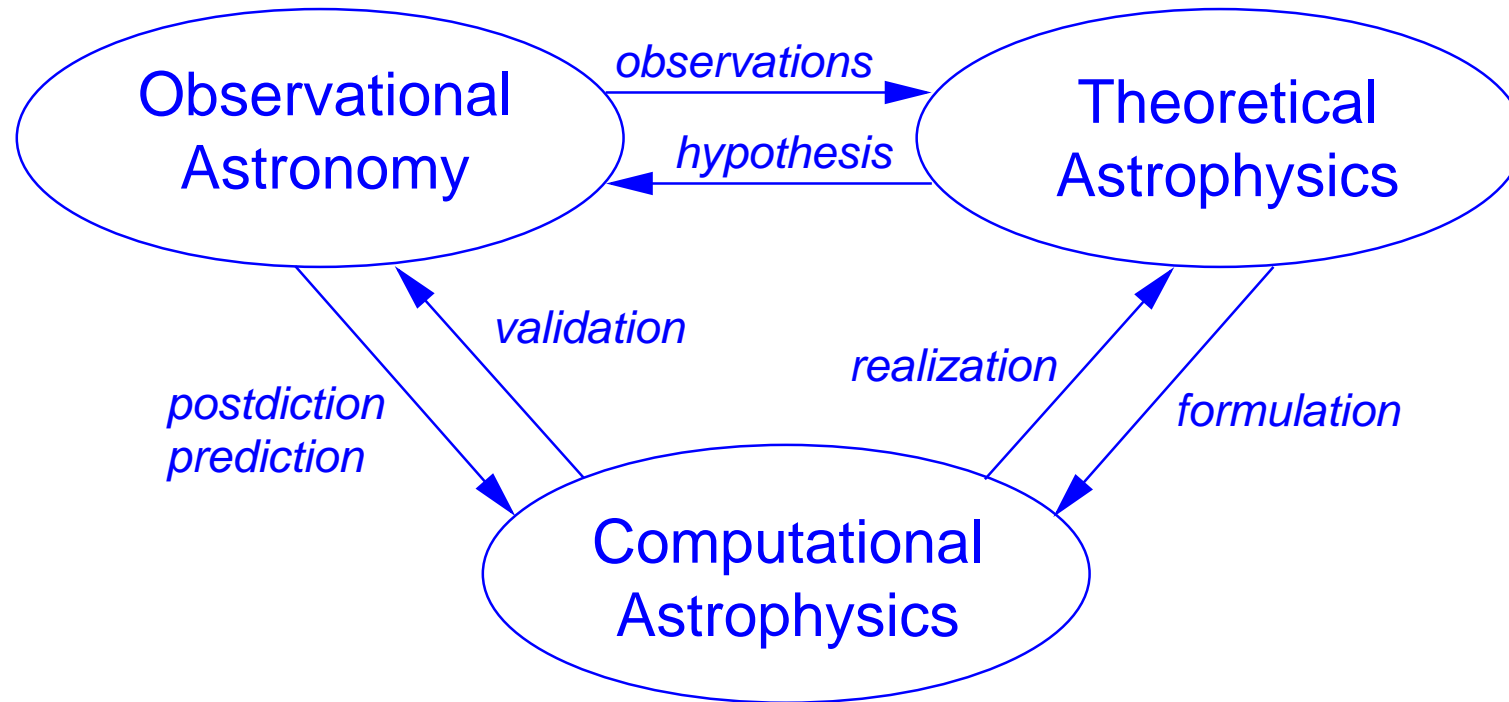 Observational
Astronomy
observations
hypothesis
Theoretical
Astrophysics
validation
postdiction
prediction
realization
formulation
Computational
Astrophysics